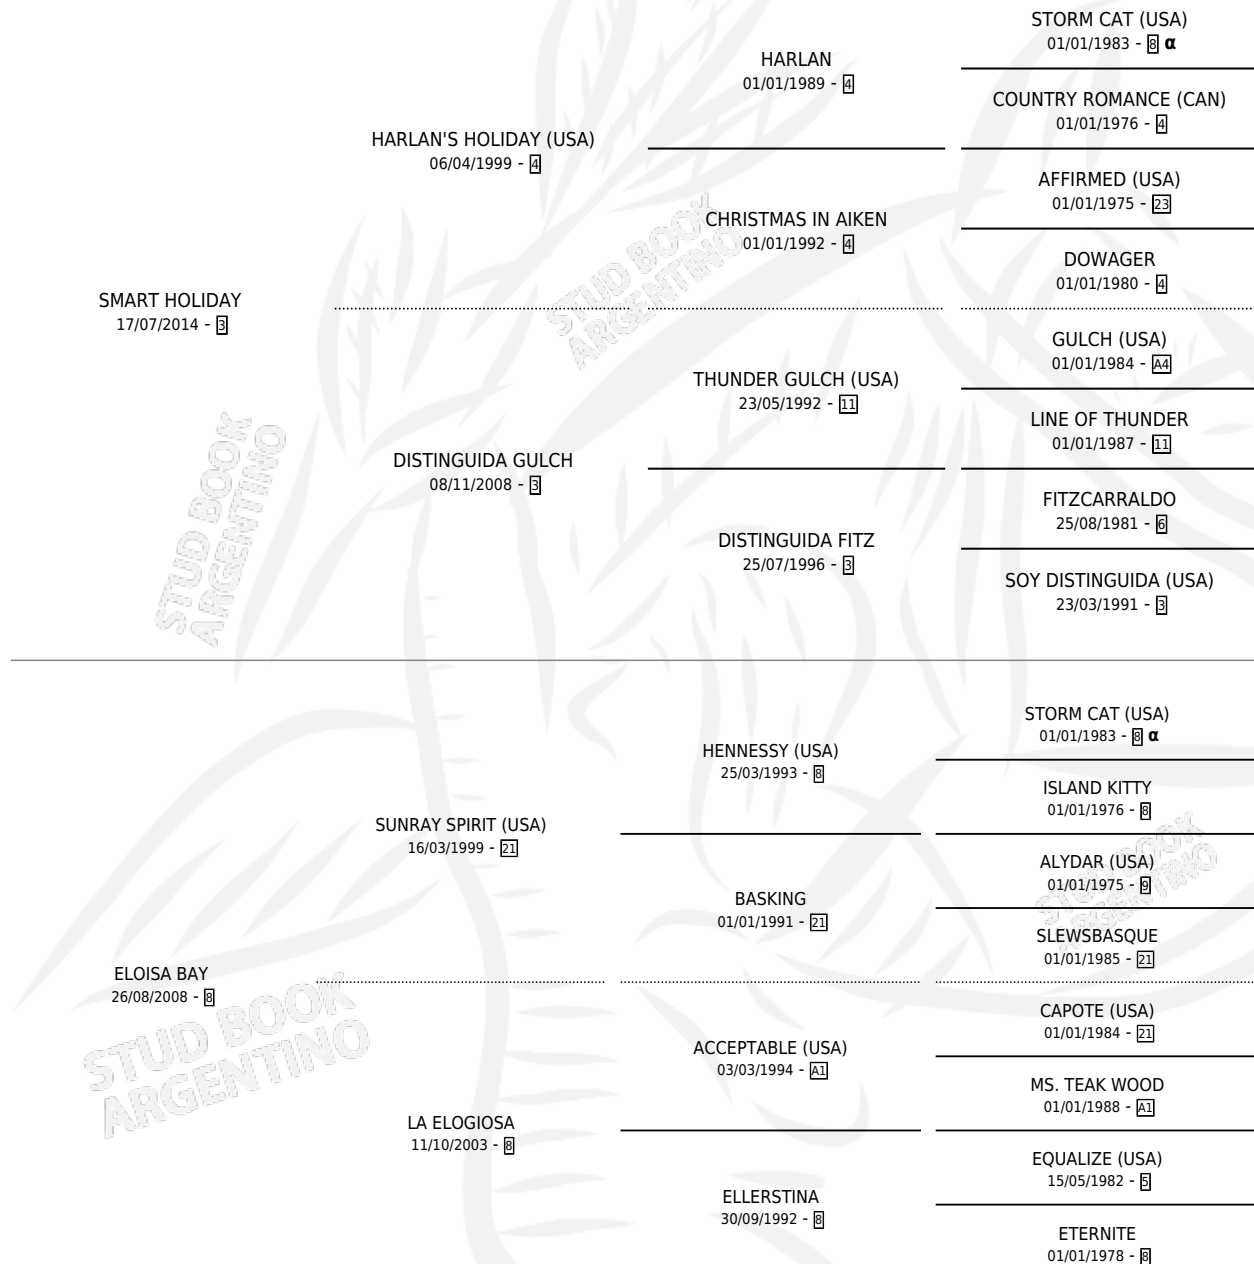 STORM CAT (USA)
01/01/1983 - 8 α
HARLAN
01/01/1989 - 4
COUNTRY ROMANCE (CAN)
01/01/1976 - 4
HARLAN'S HOLIDAY (USA)
06/04/1999 - 4
AFFIRMED (USA)
01/01/1975 - 23
CHRISTMAS IN AIKEN
01/01/1992 - 4
DOWAGER
01/01/1980 - 4
SMART HOLIDAY
17/07/2014 - 3
GULCH (USA)
01/01/1984 - A4
THUNDER GULCH (USA)
23/05/1992 - 11
LINE OF THUNDER
01/01/1987 - 11
DISTINGUIDA GULCH
08/11/2008 - 3
FITZCARRALDO
25/08/1981 - 6
DISTINGUIDA FITZ
25/07/1996 - 3
SOY DISTINGUIDA (USA)
23/03/1991 - 3
STORM CAT (USA)
01/01/1983 - 8 α
HENNESSY (USA)
25/03/1993 - 8
ISLAND KITTY
01/01/1976 - 8
SUNRAY SPIRIT (USA)
16/03/1999 - 21
ALYDAR (USA)
01/01/1975 - 9
BASKING
01/01/1991 - 21
SLEWSBASQUE
01/01/1985 - 21
ELOISA BAY
26/08/2008 - 8
CAPOTE (USA)
01/01/1984 - 21
ACCEPTABLE (USA)
03/03/1994 - A1
MS. TEAK WOOD
01/01/1988 - A1
LA ELOGIOSA
11/10/2003 - 8
EQUALIZE (USA)
15/05/1982 - 5
ELLERSTINA
30/09/1992 - 8
ETERNITE
01/01/1978 - 8
STUD BOOK
ARGENTINO
STUD BOOK
ARGENTINO
STUD BOOK
ARGENTINO
STUD BOOK
ARGENTINO